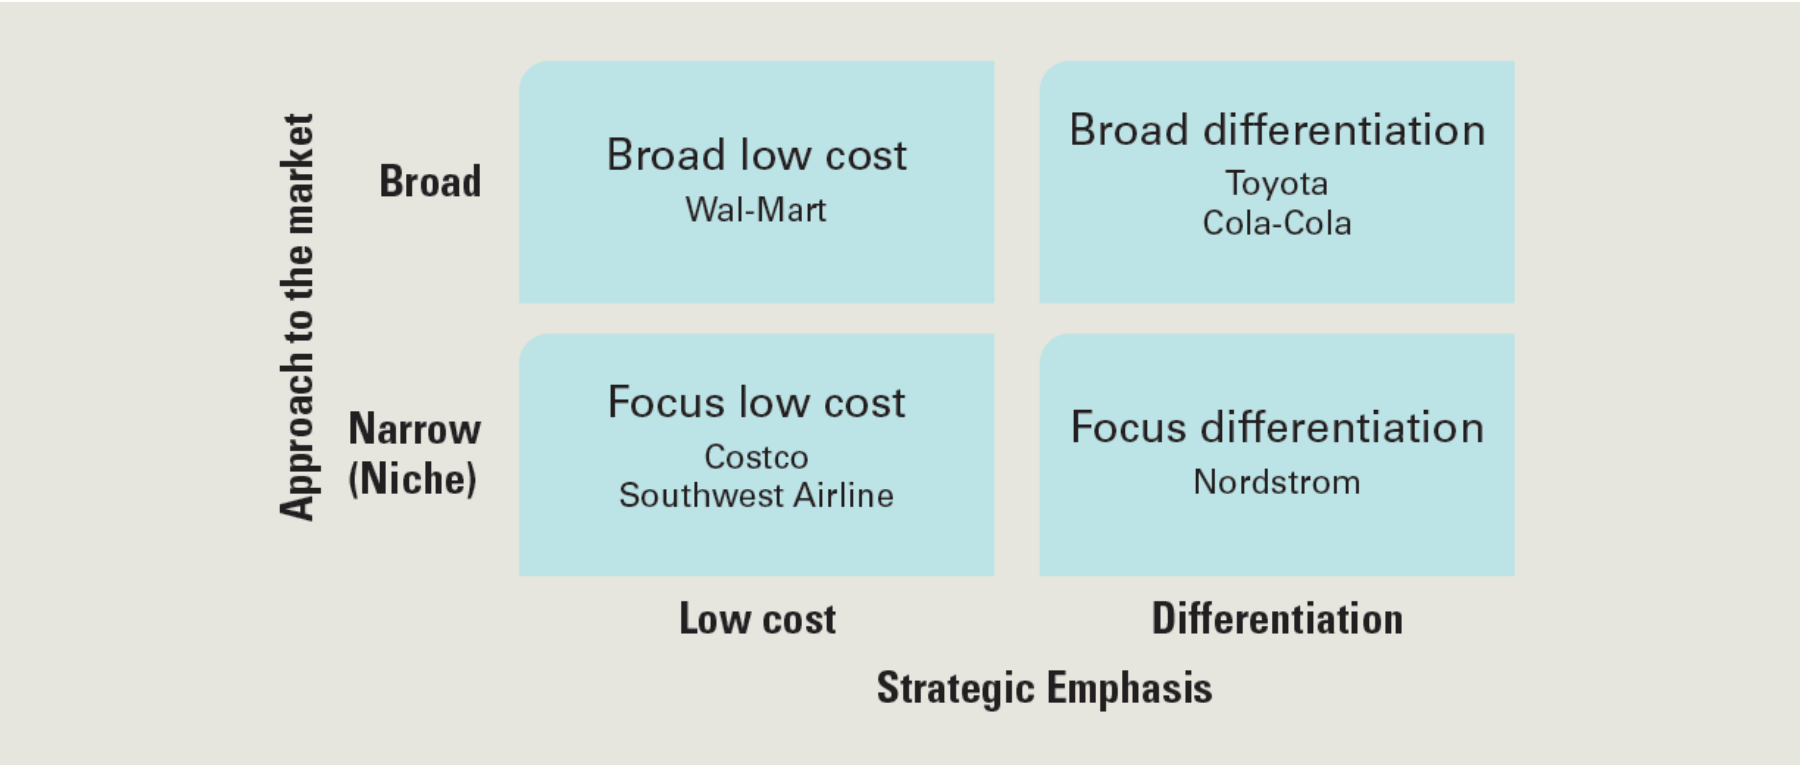 Approach to the market
Broad
Broad low cost
Wal-Mart
Broad differentiation
Toyota
Cola-Cola
Narrow
(Niche)
Focus low cost
Costco
Southwest Airline
Focus differentiation
Nordstrom
Low cost
Differentiation
Strategic Emphasis